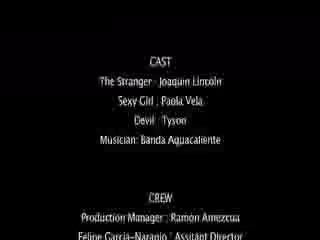 CAST
The Stranger : Joaquin Lincoln
Sexy Girl : Paola Vela
Devil : Tyson
Musician: Banda Aguacaliente
CREW
Production Manager : Ramon Amezcua
Felipe Garcia-Naranjo : Assitant Director